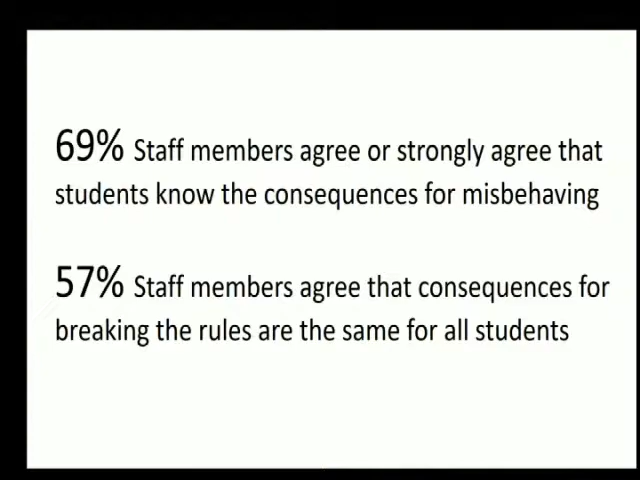 69% Staff members agree or strongly agree that
students know the consequences for misbehaving
57% Staff members agree that consequences for
breaking the rules are the same for all students